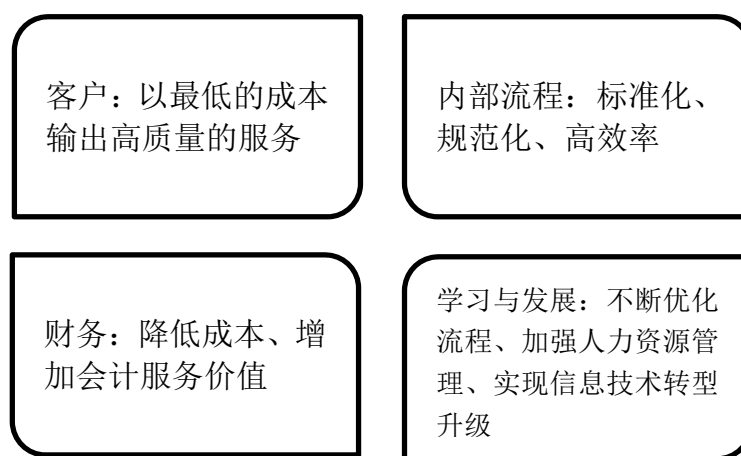 客户：以最低的成本
输出高质量的服务
内部流程：标准化、
规范化、高效率
财务：降低成本、增
加会计服务价值
学习与发展：不断优化
流程、加强人力资源管
理、实现信息技术转型
升级